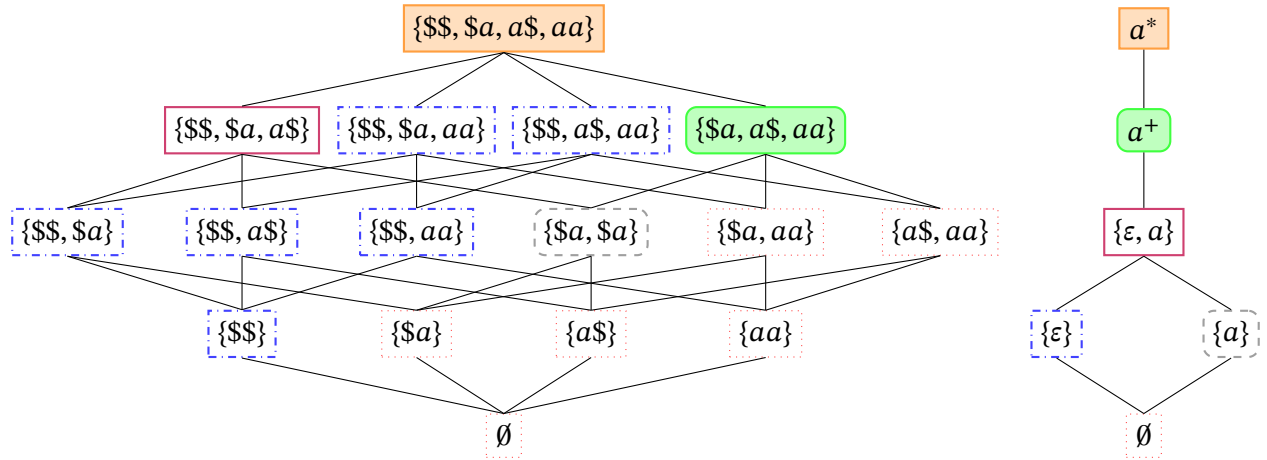 {$$, $a, a$, aa} a*
{$$, $a, a$} {$$, $a, aa} {$$, a$, aa} {$a, a$, aa} a⁺
{$$, $a} {$$, a$} {$$, aa} {$a, $a} {$a, aa} {a$, aa} {ε, a}
{$$} {$a} {a$} {aa} {ε} {a}
∅ ∅